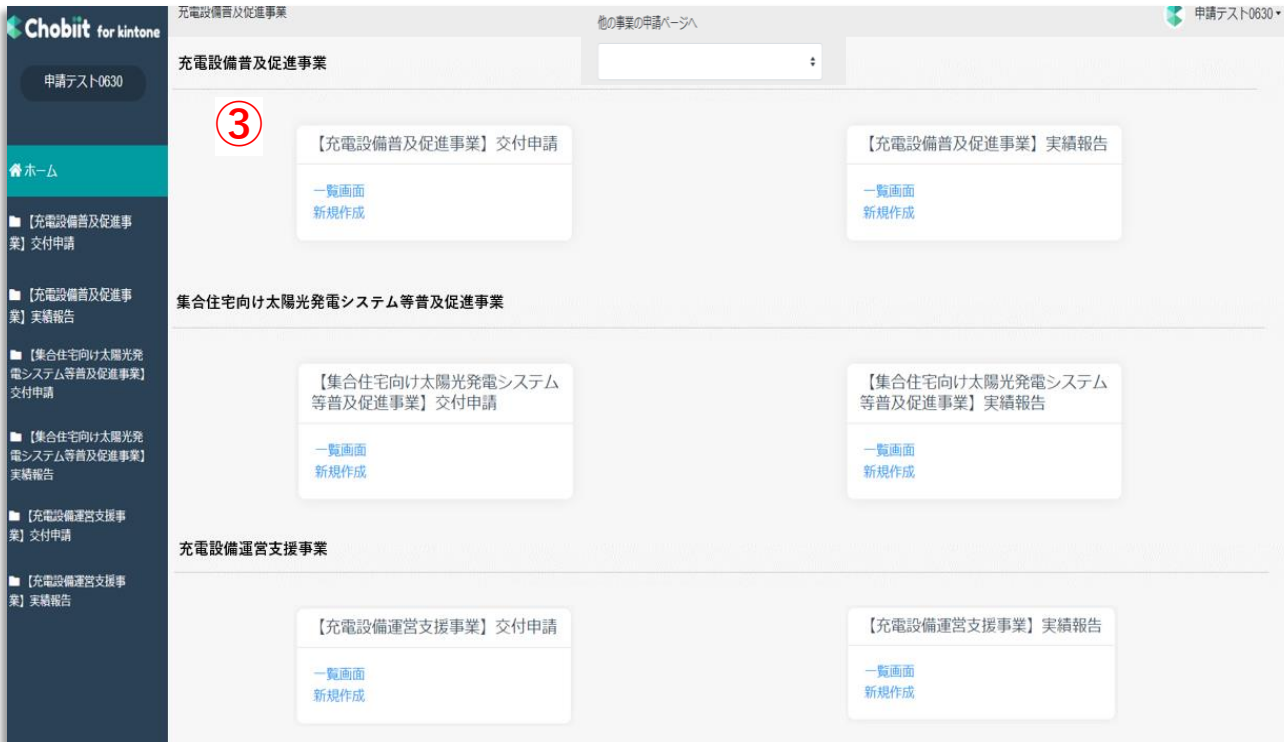 Chobiit for kintone
申請テスト0630
ホーム
【充電設備普及促進事
業】交付申請
【充電設備普及促進事
業】実績報告
【集合住宅向け太陽光発
電システム等普及促進事業】
交付申請
【集合住宅向け太陽光発
電システム等普及促進事業】
実績報告
【充電設備運営支援事
業】交付申請
【充電設備運営支援事
業】実績報告
充電設備普及促進事業
他の事業の申請ページへ
申請テスト0630
充電設備普及促進事業
③
【充電設備普及促進事業】交付申請
一覧画面
新規作成
【充電設備普及促進事業】実績報告
一覧画面
新規作成
集合住宅向け太陽光発電システム等普及促進事業
【集合住宅向け太陽光発電システム
等普及促進事業】交付申請
一覧画面
新規作成
【集合住宅向け太陽光発電システム
等普及促進事業】実績報告
一覧画面
新規作成
充電設備運営支援事業
【充電設備運営支援事業】交付申請
一覧画面
新規作成
【充電設備運営支援事業】実績報告
一覧画面
新規作成